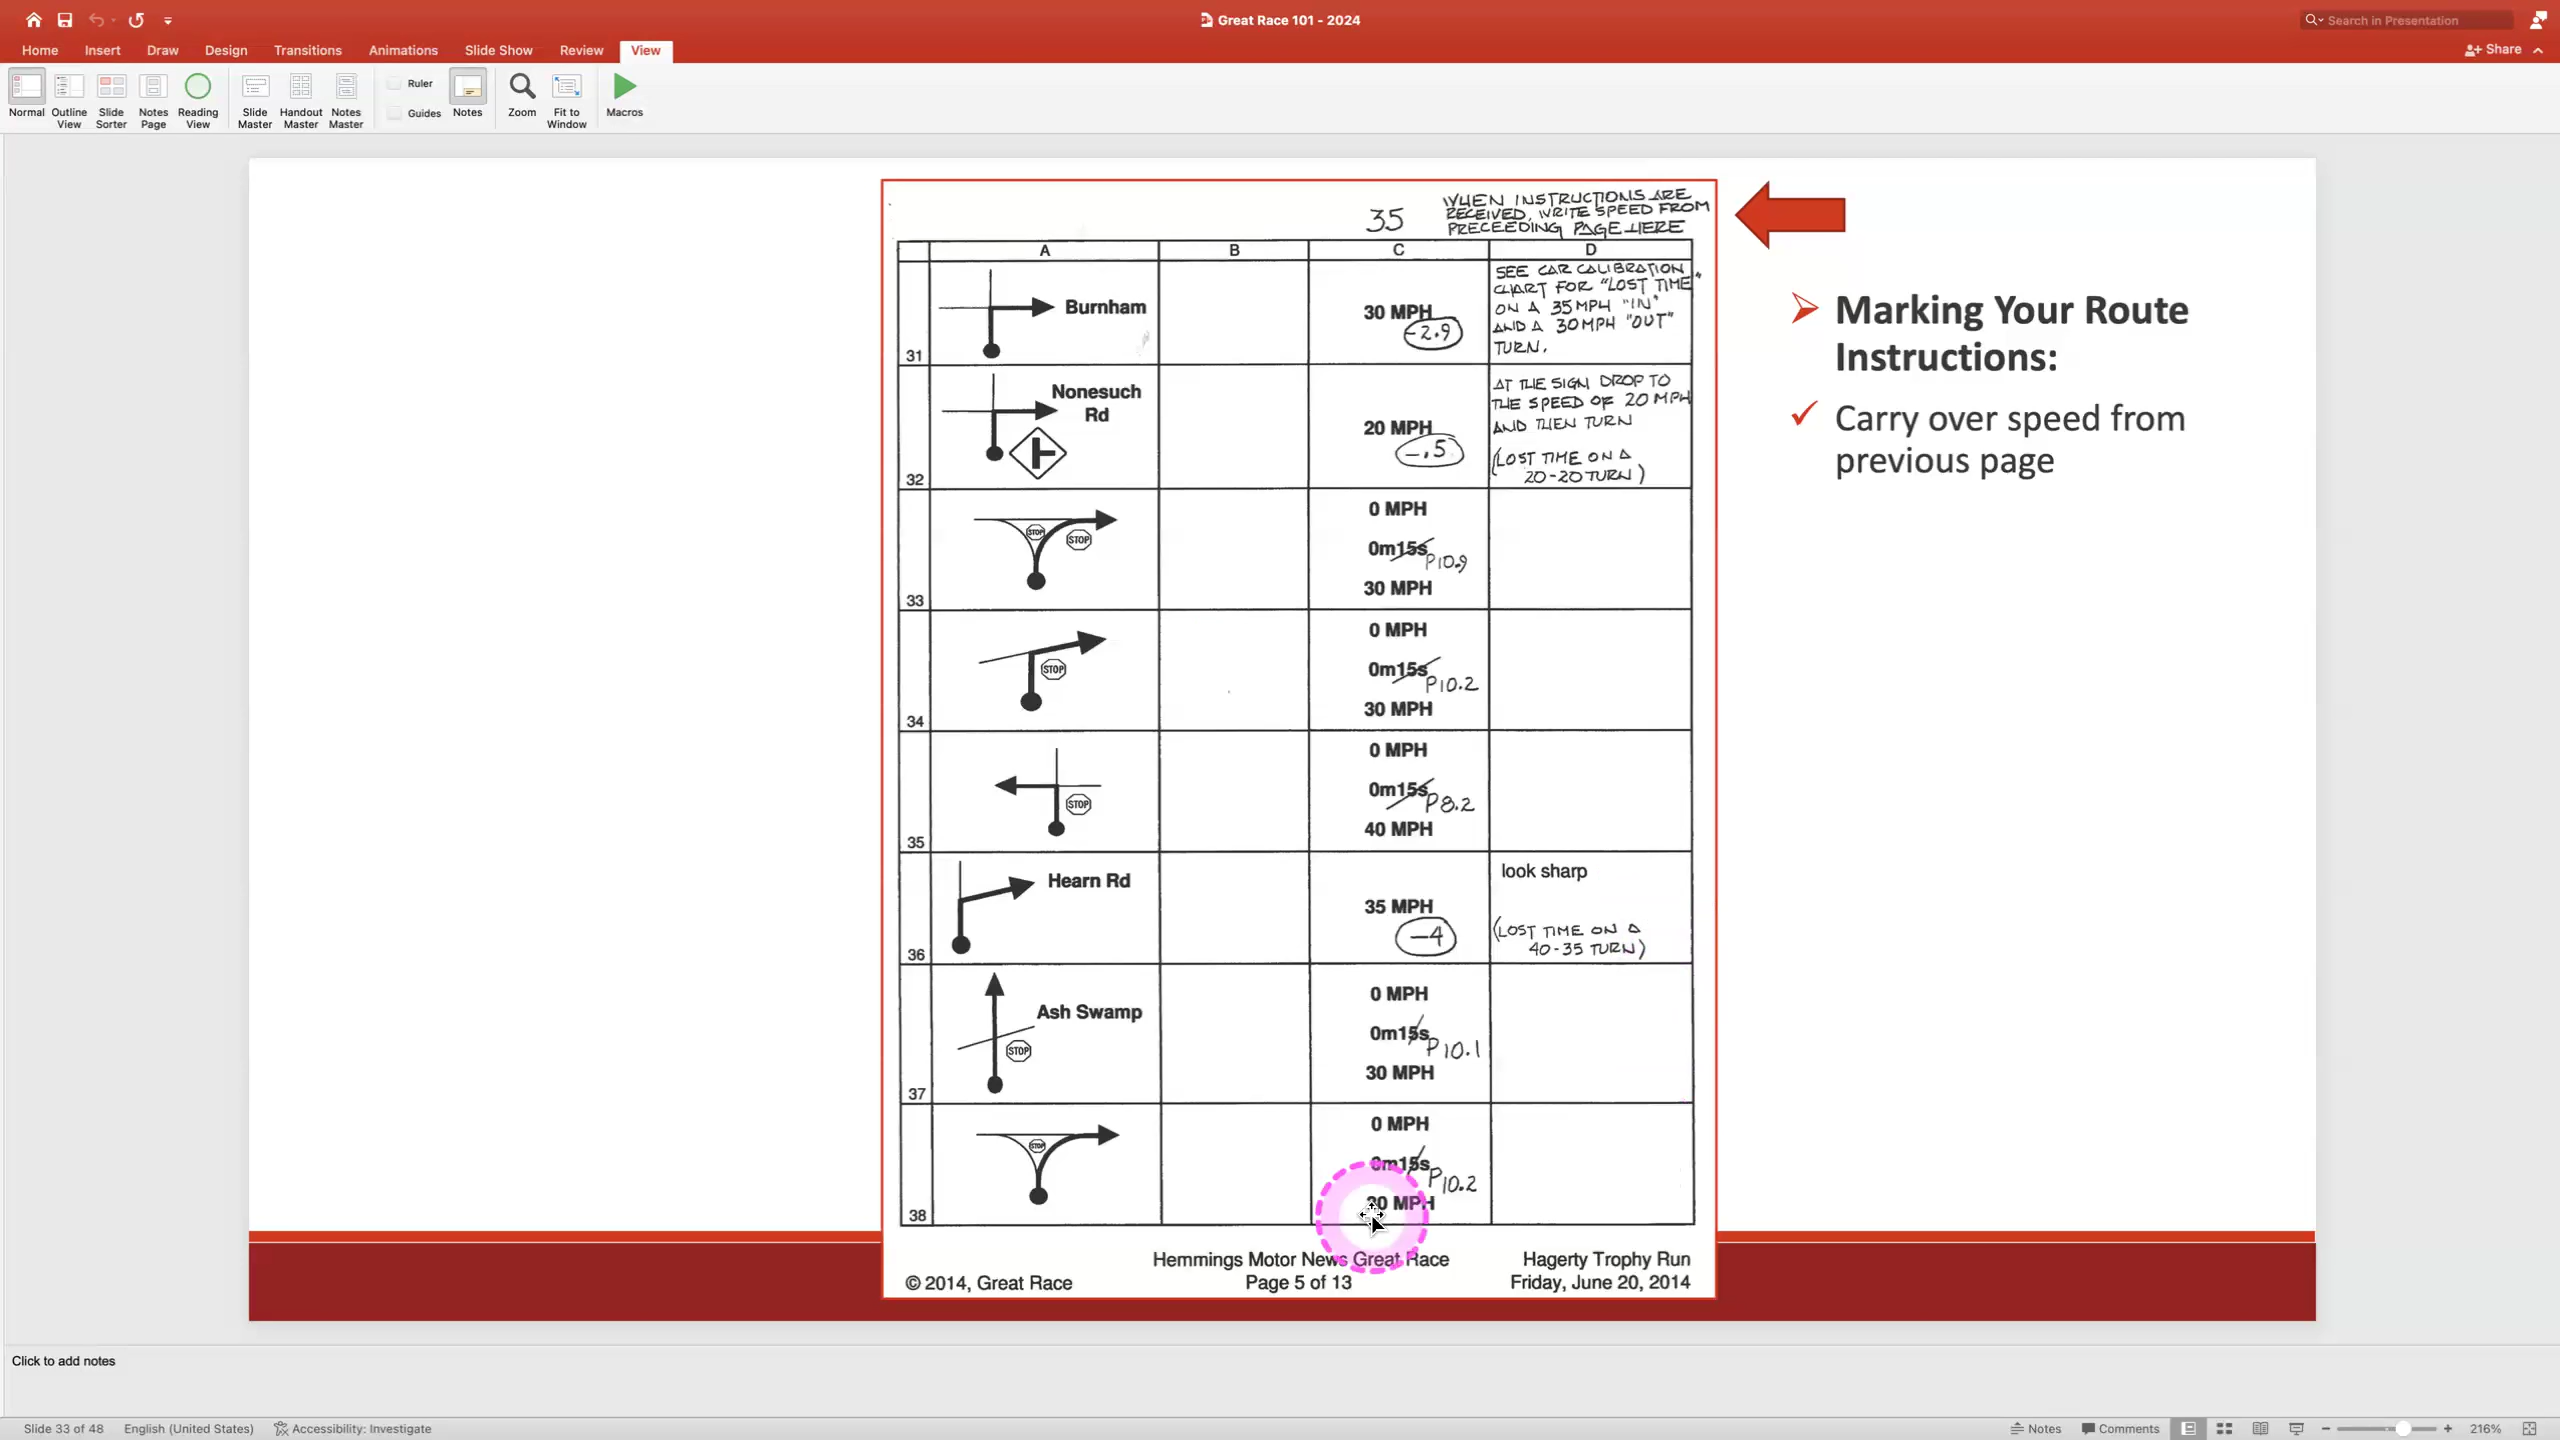 Great Race 101 - 2024
Search in Presentation
Home Insert Draw Design Transitions Animations Slide Show Review View
Share
Normal
Outline View
Slide Sorter
Notes Page
Reading View
Slide Master
Handout Master
Notes Master
Ruler
Guides
Notes
Zoom
Fit to Window
Macros
35
WHEN INSTRUCTIONS ARE
RECEIVED, WRITE SPEED FROM
PRECEEDING PAGE HERE
A B C D
31
Burnham
30 MPH
-2.9
SEE CAR CALIBRATION
CHART FOR "LOST TIME"
ON A 35 MPH "IN"
AND A 30 MPH "OUT"
TURN.
32
Nonesuch
Rd
20 MPH
-.5
AT THE SIGN DROP TO
THE SPEED OF 20 MPH
AND THEN TURN
(LOST TIME ON A
20-20 TURN)
33
STOP
STOP
0 MPH
0m15s
P10.9
30 MPH
34
STOP
0 MPH
0m15s
P10.2
30 MPH
35
STOP
0 MPH
0m15s
P8.2
40 MPH
36
Hearn Rd
35 MPH
-4
look sharp
(LOST TIME ON A
40-35 TURN)
37
Ash Swamp
STOP
0 MPH
0m15s
P10.1
30 MPH
38
STOP
0 MPH
0m15s
P10.2
MPH
Hemmings Motor News Great Race
Hagerty Trophy Run
© 2014, Great Race
Page 5 of 13
Friday, June 20, 2014
Marking Your Route
Instructions:
Carry over speed from
previous page
Click to add notes
Slide 33 of 48
English (United States)
Accessibility: Investigate
Notes
Comments
216%